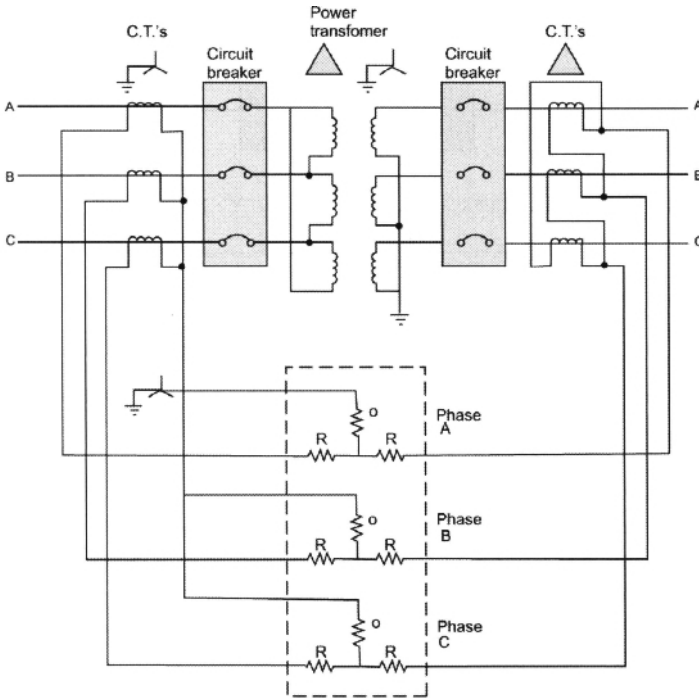 Power
transfomer
C.T.'s
C.T.'s
Circuit
breaker
Circuit
breaker
A
A
B
B
C
C
o
Phase
A
R
R
o
Phase
B
R
R
o
Phase
C
R
R